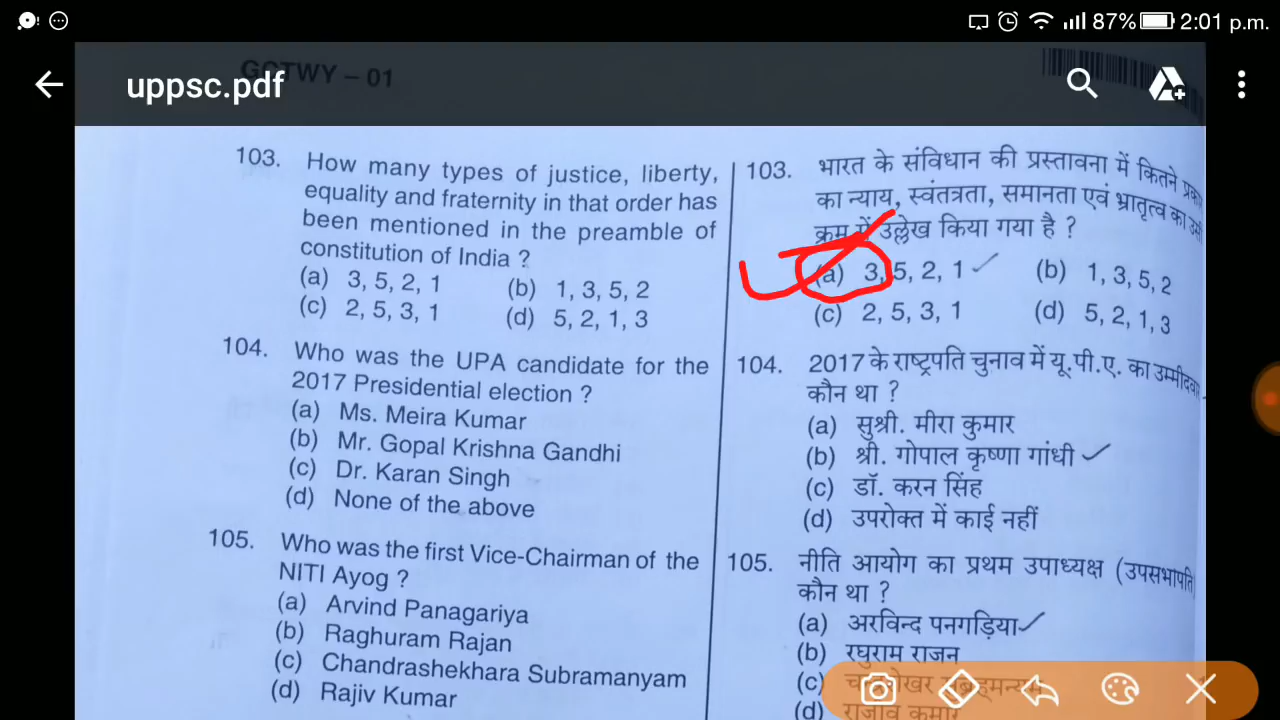 87% 2:01 p.m.
GCTWY – 01
uppsc.pdf
103. How many types of justice, liberty,
equality and fraternity in that order has
been mentioned in the preamble of
constitution of India ?
(a) 3, 5, 2, 1 (b) 1, 3, 5, 2
(c) 2, 5, 3, 1 (d) 5, 2, 1, 3
104. Who was the UPA candidate for the
2017 Presidential election ?
(a) Ms. Meira Kumar
(b) Mr. Gopal Krishna Gandhi
(c) Dr. Karan Singh
(d) None of the above
105. Who was the first Vice-Chairman of the
NITI Ayog ?
(a) Arvind Panagariya
(b) Raghuram Rajan
(c) Chandrashekhara Subramanyam
(d) Rajiv Kumar
103. भारत के संविधान की प्रस्तावना में कितने
का न्याय, स्वंतत्रता, समानता एवं भ्रातृत्व का उसी
क्रम में उल्लेख किया गया है ?
(a) 3, 5, 2, 1 (b) 1, 3, 5, 2
(c) 2, 5, 3, 1 (d) 5, 2, 1, 3
104. 2017 के राष्ट्रपति चुनाव में यू.पी.ए. का उम्मीदवार
कौन था ?
(a) सुश्री. मीरा कुमार
(b) श्री. गोपाल कृष्णा गांधी
(c) डॉ. करन सिंह
(d) उपरोक्त में काई नहीं
105. नीति आयोग का प्रथम उपाध्यक्ष (उपसभापति
कौन था ?
(a) अरविन्द पनगड़िया
(b) रघुराम राजन
(c)
(d) राजीव कुमार